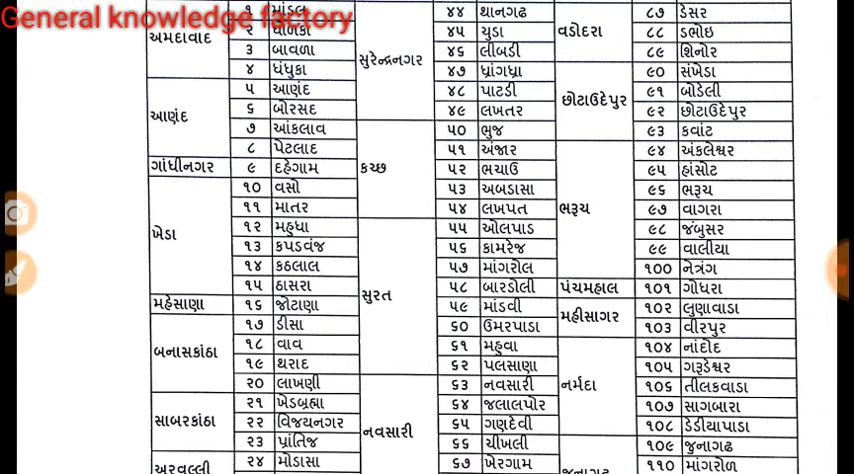 General knowledge factory
અમદાવાદ
૧ માંડલ
૨ ધોળકા
૩ બાવળા
૪ ધંધુકા
આણંદ
૫ આણંદ
૬ બોરસદ
૭ આંકલાવ
૮ પેટલાદ
ગાંધીનગર
૯ દહેગામ
ખેડા
૧૦ વસો
૧૧ માતર
૧૨ મહુધા
૧૩ કપડવંજ
૧૪ કઠલાલ
૧૫ ઠાસરા
મહેસાણા
૧૬ જોટાણા
બનાસકાંઠા
૧૭ ડીસા
૧૮ વાવ
૧૯ થરાદ
૨૦ લાખણી
સાબરકાંઠા
૨૧ ખેડબ્રહ્મા
૨૨ વિજયનગર
૨૩ પ્રાંતિજ
અરવલ્લી
૨૪ મોડાસા
સુરેન્દ્રનગર
૪૪ થાનગઢ
૪૫ ચુડા
૪૬ લીબડી
૪૭ ધ્રાંગધ્રા
૪૮ પાટડી
૪૯ લખતર
કચ્છ
૫૦ ભુજ
૫૧ અંજાર
૫૨ ભચાઉ
૫૩ અબડાસા
૫૪ લખપત
સુરત
૫૫ ઓલપાડ
૫૬ કામરેજ
૫૭ માંગરોલ
૫૮ બારડોલી
૫૯ માંડવી
૬૦ ઉમરપાડા
૬૧ મહુવા
૬૨ પલસાણા
નવસારી
૬૩ નવસારી
૬૪ જલાલપોર
૬૫ ગણદેવી
૬૬ ચીખલી
૬૭ ખેરગામ
વડોદરા
૮૭ ડેસર
૮૮ ડભોઇ
૮૯ શિનોર
છોટાઉદેપુર
૯૦ સંખેડા
૯૧ બોડેલી
૯૨ છોટાઉદેપુર
૯૩ કવાંટ
ભરૂચ
૯૪ અંકલેશ્વર
૯૫ હાંસોટ
૯૬ ભરૂચ
૯૭ વાગરા
૯૮ જંબુસર
૯૯ વાલીયા
૧૦૦ નેત્રંગ
પંચમહાલ
૧૦૧ ગોધરા
મહીસાગર
૧૦૨ લુણાવાડા
૧૦૩ વીરપુર
નર્મદા
૧૦૪ નાંદોદ
૧૦૫ ગરૂડેશ્વર
૧૦૬ તીલકવાડા
૧૦૭ સાગબારા
૧૦૮ ડેડીયાપાડા
જુનાગઢ
૧૦૯ જુનાગઢ
૧૧૦ માંગરોળ